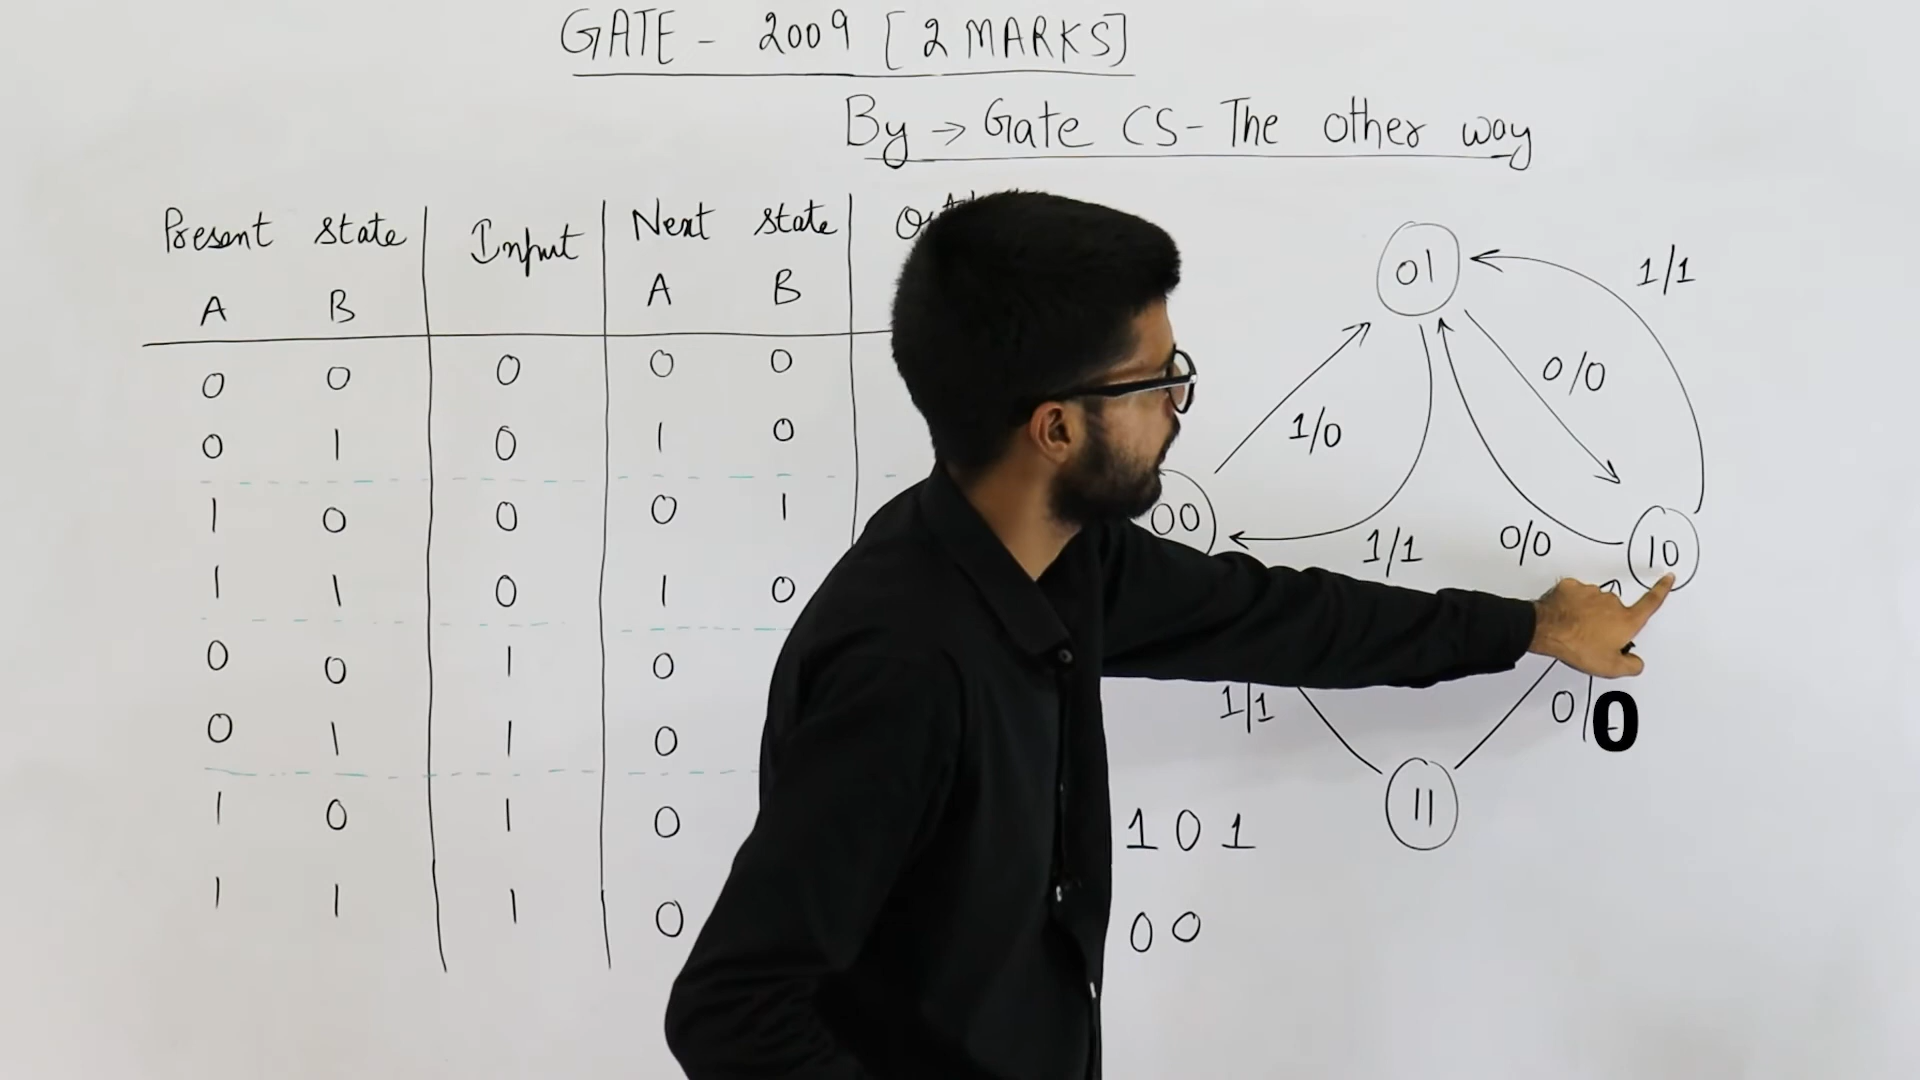 GATE - 2009 [2 MARKS]
By → Gate CS - The other way
Present state Input Next state
A B A B
0 0 0 0 0
0 1 0 1 0
1 0 0 0 1
1 1 0 1 0
0 0 1 0
0 1 1 0
1 0 1 0
1 1 1 0
01
1/1
0/0
1/0
00
1/1
0/0
10
1/1
0/0
11
1 0 1
0 0